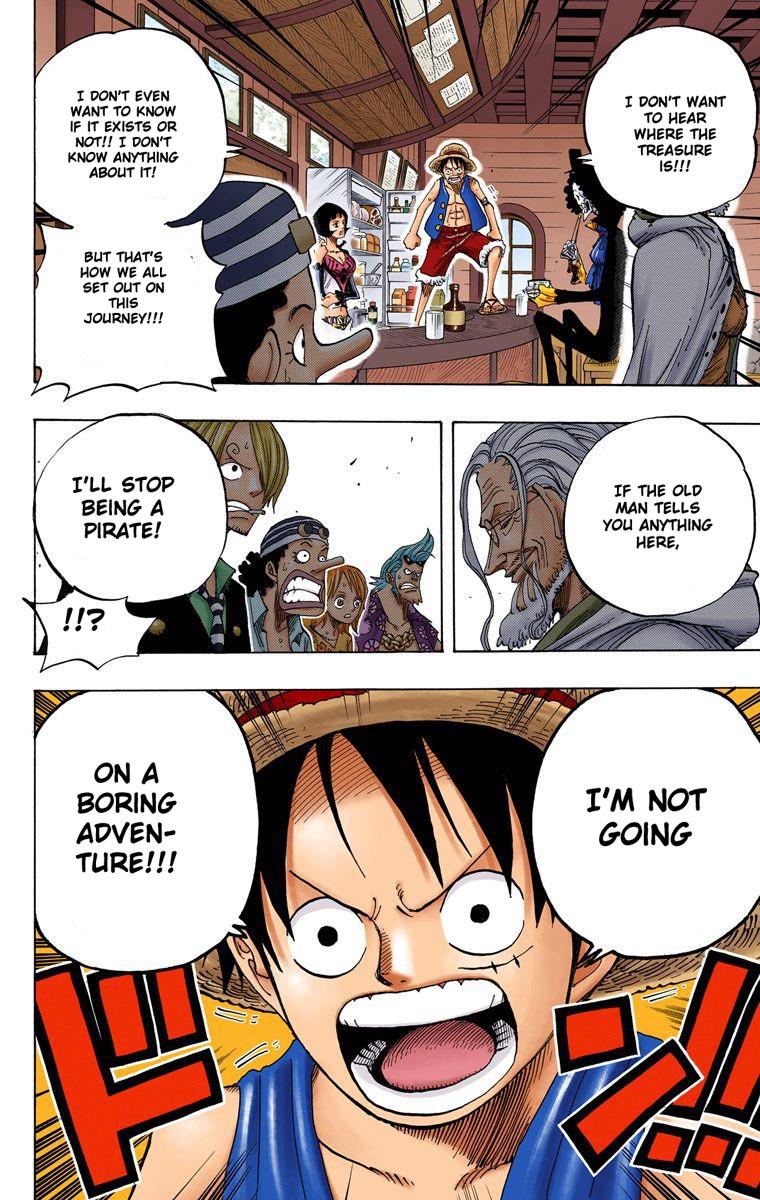 I DON'T WANT
TO HEAR
WHERE THE
TREASURE
IS!!!
I DON'T EVEN
WANT TO KNOW
IF IT EXISTS OR
NOT!! I DON'T
KNOW ANYTHING
ABOUT IT!
BUT THAT'S
HOW WE ALL
SET OUT ON
THIS
JOURNEY!!!
IF THE OLD
MAN TELLS
YOU ANYTHING
HERE,
I'LL STOP
BEING A
PIRATE!
!!?
I'M NOT
GOING
ON A
BORING
ADVEN-
TURE!!!
ドン!!